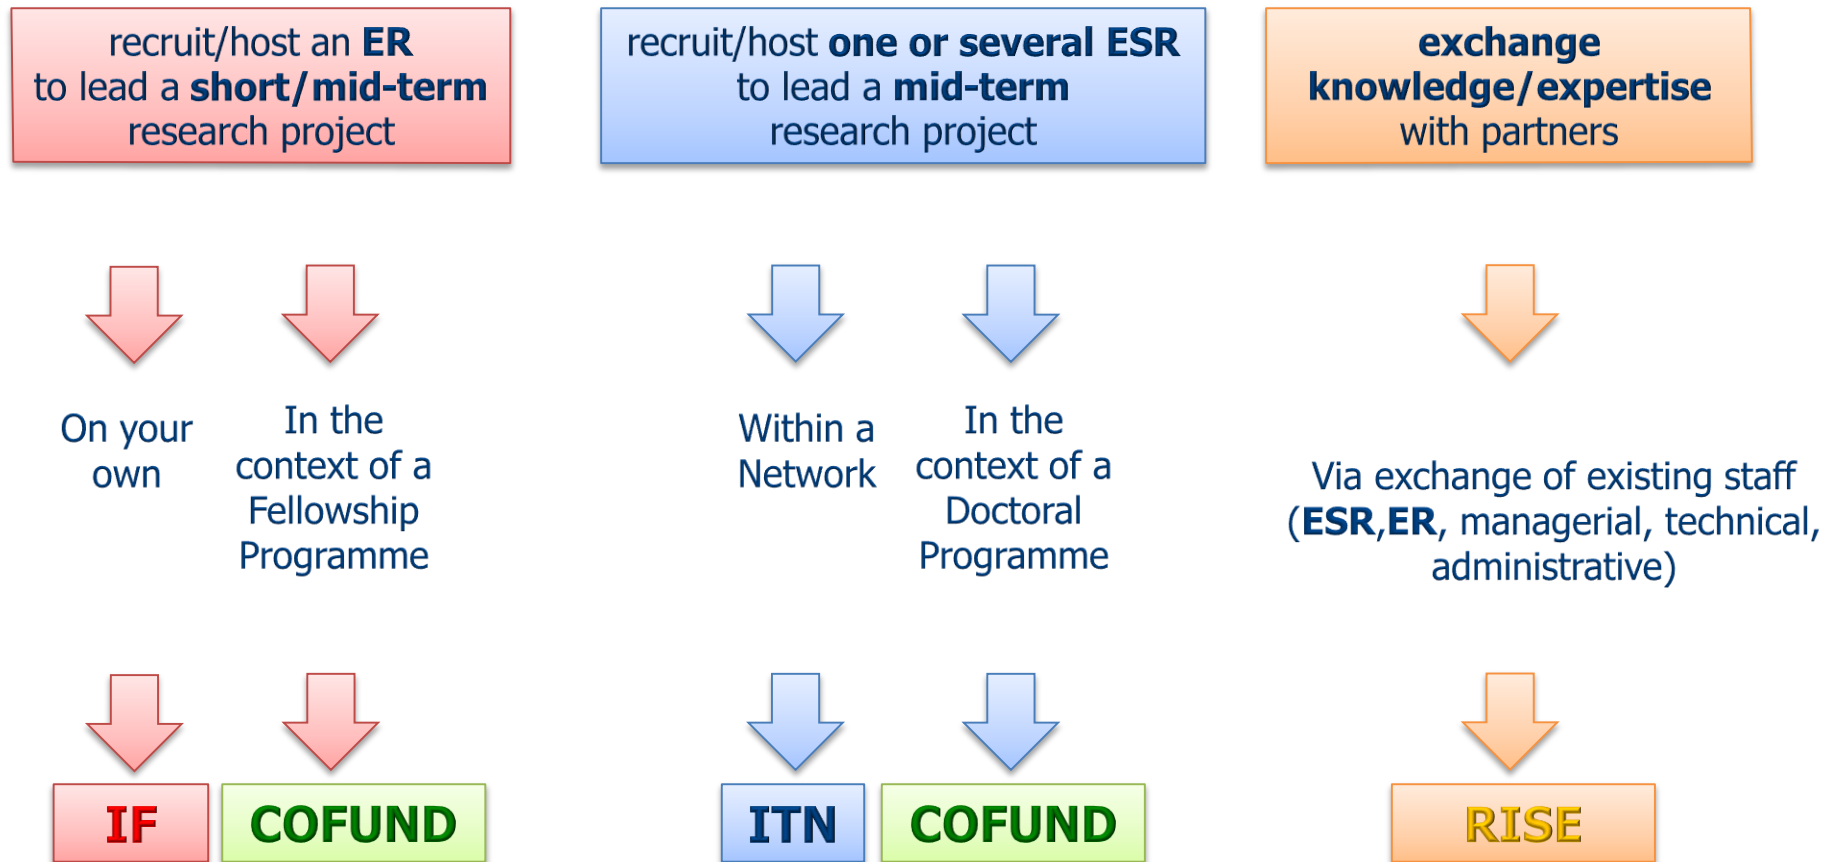 recruit/host an ER
to lead a short/mid-term
research project
recruit/host one or several ESR
to lead a mid-term
research project
exchange
knowledge/expertise
with partners
On your
own
In the
context of a
Fellowship
Programme
Within a
Network
In the
context of a
Doctoral
Programme
Via exchange of existing staff
(ESR,ER, managerial, technical,
administrative)
IF
COFUND
ITN
COFUND
RISE